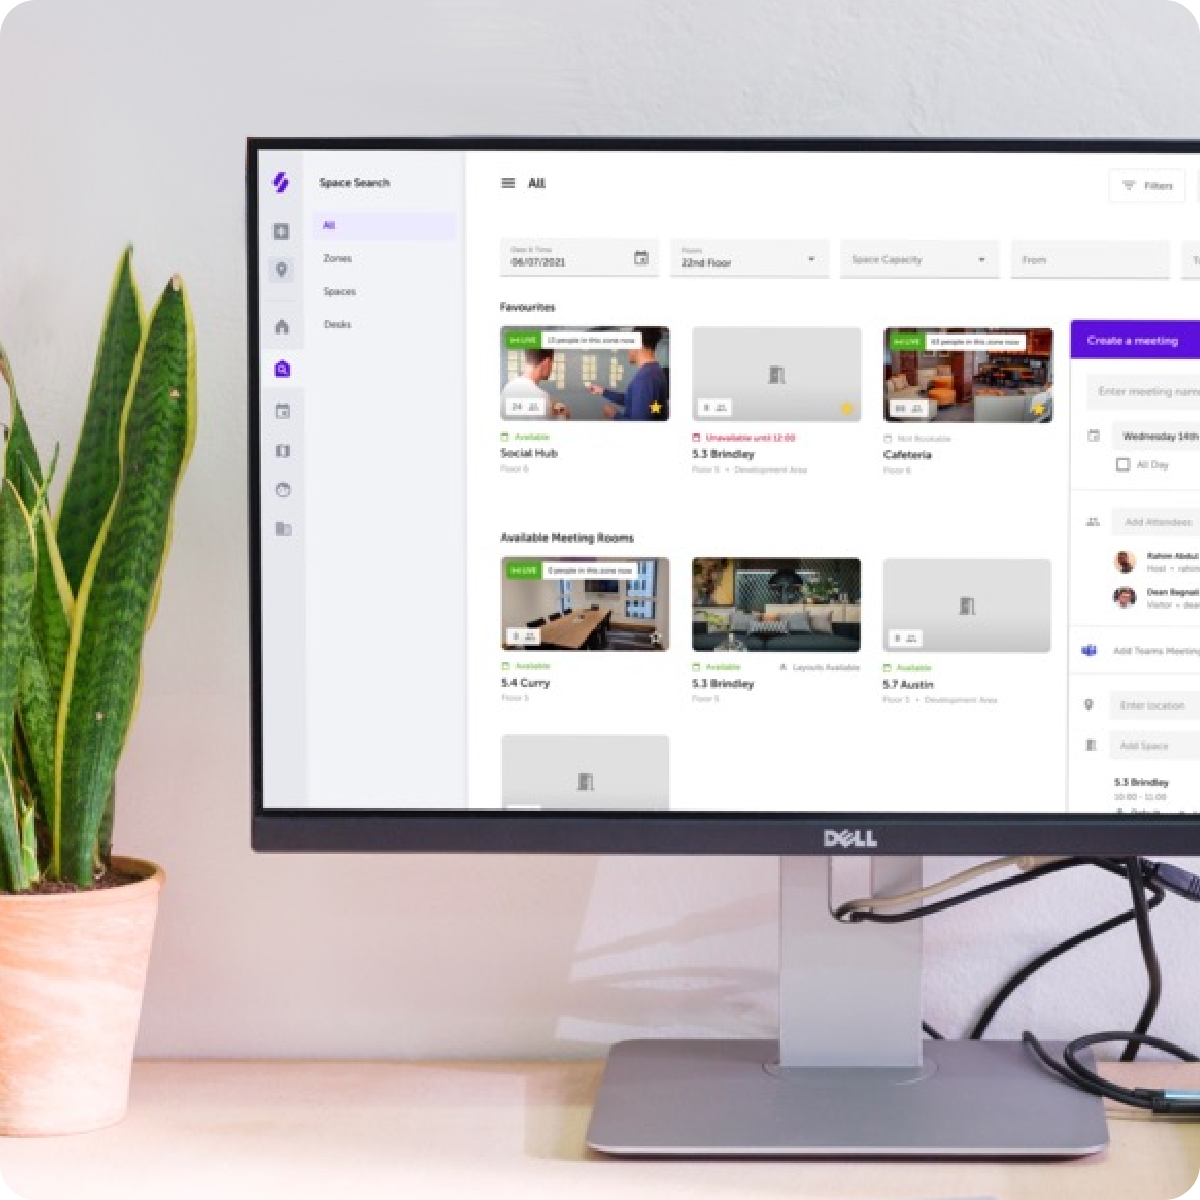 Space Search
All
Zones
Spaces
Desks
All
Filters
Date & Time
06/07/2021
Floors
22nd Floor
Space Capacity
From
Favourites
LIVE 13 people in this zone now
24
Available
Social Hub
Floor 6
8
Unavailable until 12:00
5.3 Brindley
Floor 5 • Development Area
LIVE 63 people in this zone now
Not Bookable
Cafeteria
Floor 6
Available Meeting Rooms
LIVE 0 people in this zone now
8
Available
5.4 Curry
Floor 5
Available
Layouts Available
5.3 Brindley
Floor 5
8
Available
5.7 Austin
Floor 5 • Development Area
Create a meeting
Enter meeting name
Wednesday 14th
All Day
Add Attendees
Rahim Abdul
Host • rahim
Dean Bagnall
Visitor • dean
Add Teams Meeting
Enter location
Add Space
5.3 Brindley
10:00 - 11:00
DELL